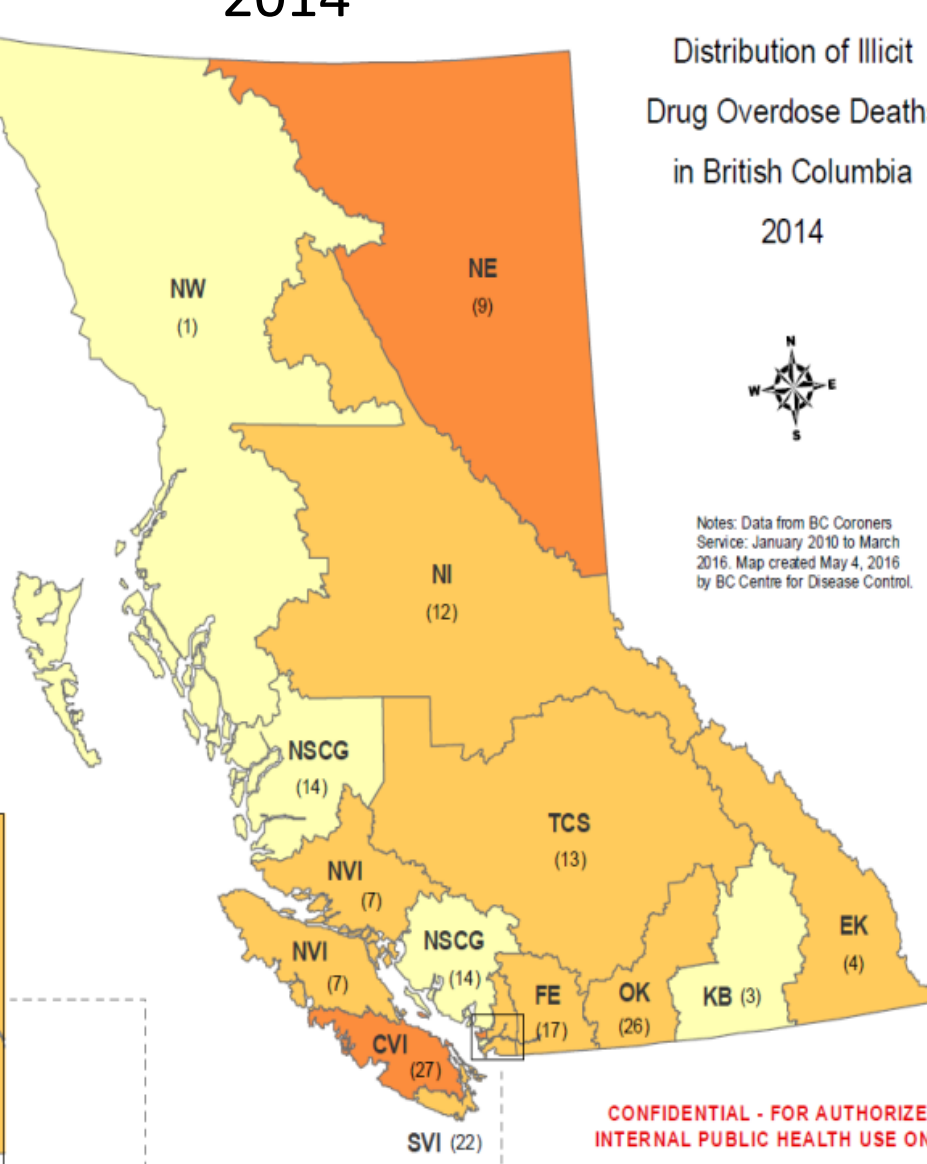 2014
Distribution of Illicit
Drug Overdose Death
in British Columbia
2014
N
W E
S
Notes: Data from BC Coroners
Service: January 2010 to March
2016. Map created May 4, 2016
by BC Centre for Disease Control.
NW
(1)
NE
(9)
NI
(12)
NSCG
(14)
TCS
(13)
NVI
(7)
NVI
(7)
NSCG
(14)
FE
(17)
OK
(26)
KB (3)
EK
(4)
CVI
(27)
SVI (22)
CONFIDENTIAL - FOR AUTHORIZE
INTERNAL PUBLIC HEALTH USE ON